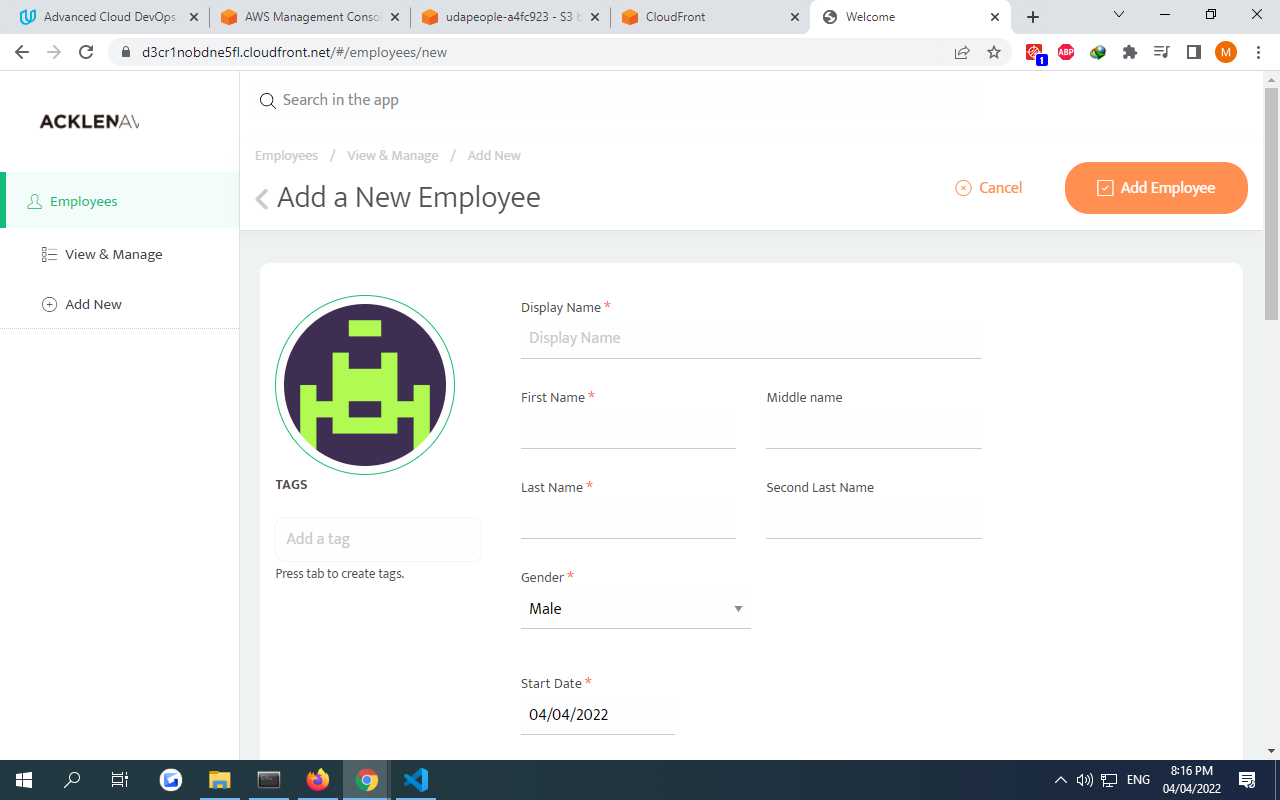 Advanced Cloud DevOps
AWS Management Conso
udapeople-a4fc923 - S3 b
CloudFront
Welcome
d3cr1nobdne5fl.cloudfront.net/#/employees/new
1
ABP
M
ACKLENAV
Search in the app
Employees / View & Manage / Add New
Add a New Employee
Cancel
Add Employee
Employees
View & Manage
Add New
Display Name *
Display Name
First Name *
Middle name
Last Name *
Second Last Name
TAGS
Add a tag
Press tab to create tags.
Gender *
Male
Start Date *
04/04/2022
ENG
8:16 PM
04/04/2022